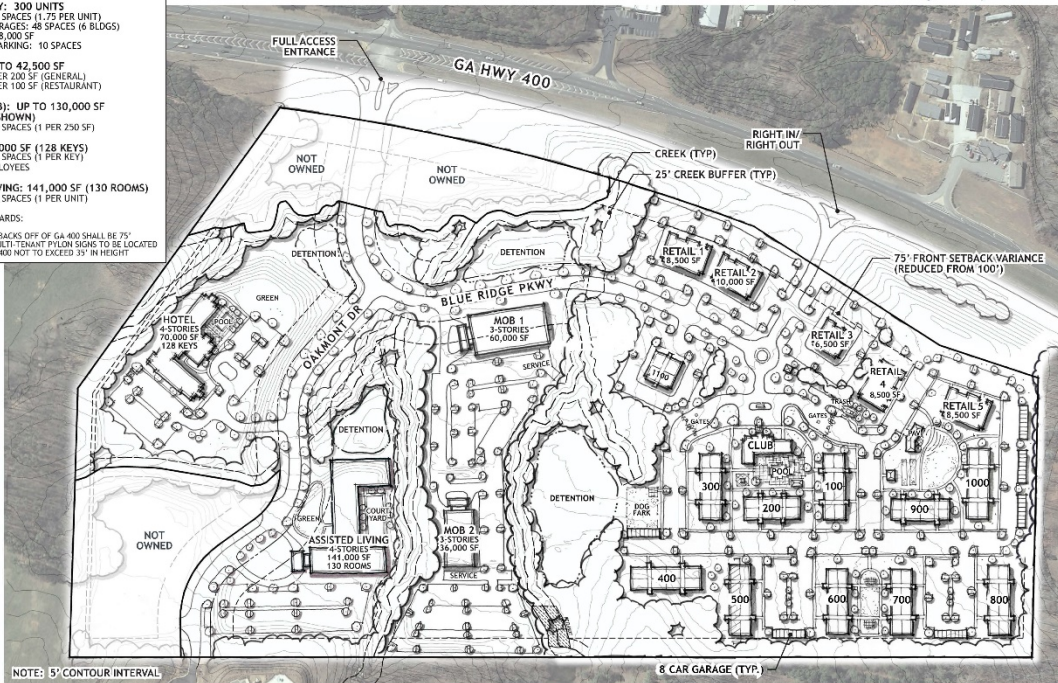 Y: 300 UNITS
SPACES (1.75 PER UNIT)
RAGES: 48 SPACES (6 BLDGS)
8,000 SF
ARKING: 10 SPACES
TO 42,500 SF
ER 200 SF (GENERAL)
ER 100 SF (RESTAURANT)
B): UP TO 130,000 SF
SHOWN)
SPACES (1 PER 250 SF)
000 SF (128 KEYS)
SPACES (1 PER KEY)
LOYEES
VING: 141,000 SF (130 ROOMS)
SPACES (1 PER UNIT)
ARDS:
BACKS OFF OF GA 400 SHALL BE 75'
LTI-TENANT PYLON SIGNS TO BE LOCATED
400 NOT TO EXCEED 35' IN HEIGHT
FULL ACCESS
ENTRANCE
GA HWY 400
RIGHT IN/
RIGHT OUT
CREEK (TYP)
25' CREEK BUFFER (TYP)
75' FRONT SETBACK VARIANCE
(REDUCED FROM 100')
NOT
OWNED
NOT
OWNED
DETENTION
DETENTION
RETAIL 1
8,500 SF
RETAIL 2
10,000 SF
RETAIL 3
6,500 SF
RETAIL
4
8,500 SF
RETAIL 5
8,500 SF
GREEN
BLUE RIDGE PKWY
OAKMONT DR
HOTEL
4-STORIES
70,000 SF
128 KEYS
POOL
MOB 1
3-STORIES
60,000 SF
SERVICE
1100
TRASH
GATES
GATES
CLUB
POOL
DETENTION
300
200
100
900
1000
DETENTION
DOG
PARK
COURT
YARD
GREEN
ASSISTED LIVING
4-STORIES
141,000 SF
130 ROOMS
MOB 2
3-STORIES
36,000 SF
SERVICE
NOT
OWNED
400
500
600
700
800
NOTE: 5' CONTOUR INTERVAL
8 CAR GARAGE (TYP.)